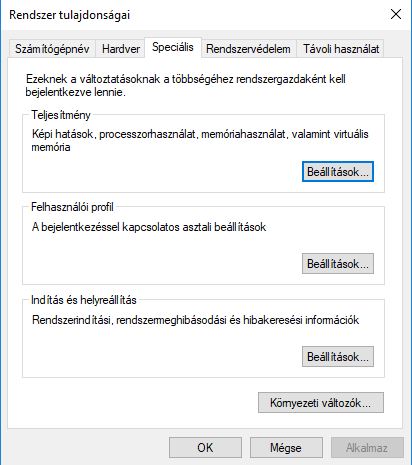 Rendszer tulajdonságai
Számítógépnév Hardver Speciális Rendszervédelem Távoli használat
Ezeknek a változtatásoknak a többségéhez rendszergazdaként kell
bejelentkezve lennie.
Teljesítmény
Képi hatások, processzorhasználat, memóriahasználat, valamint virtuális
memória
Beállítások...
Felhasználói profil
A bejelentkezéssel kapcsolatos asztali beállítások
Beállítások...
Indítás és helyreállítás
Rendszerindítási, rendszermeghibásodási és hibakeresési információk
Beállítások...
Környezeti változók...
OK Mégse Alkalmaz